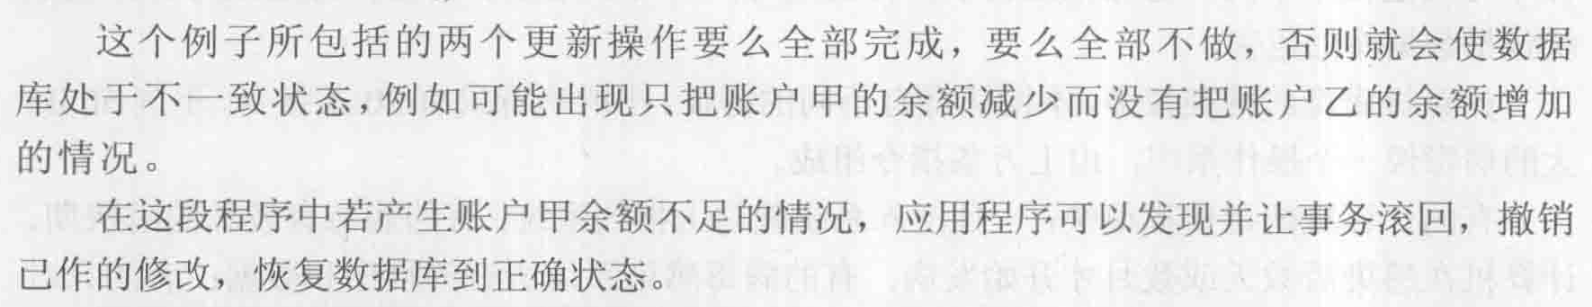 这个例子所包括的两个更新操作要么全部完成，要么全部不做，否则就会使数据
库处于不一致状态，例如可能出现只把账户甲的余额减少而没有把账户乙的余额增加
的情况。
在这段程序中若产生账户甲余额不足的情况，应用程序可以发现并让事务滚回，撤销
已作的修改，恢复数据库到正确状态。